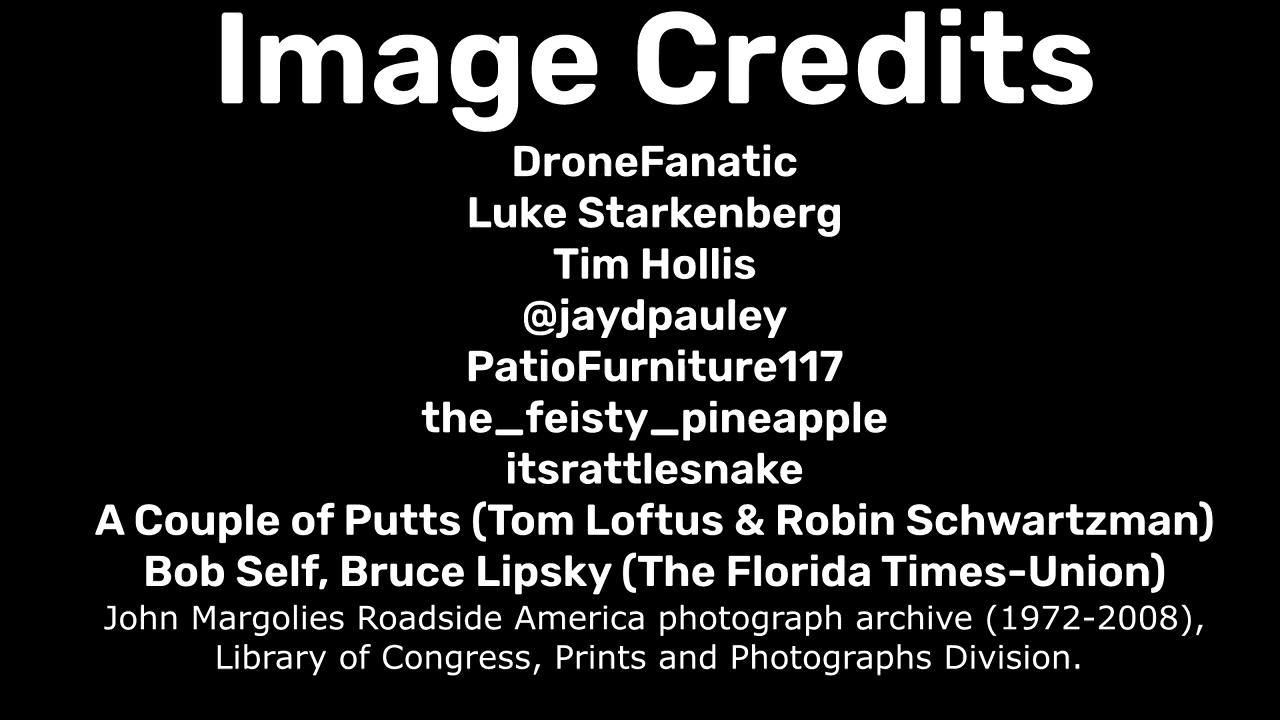 Image Credits
DroneFanatic
Luke Starkenberg
Tim Hollis
@jaydpauley
PatioFurniture117
the_feisty_pineapple
itsrattlesnake
A Couple of Putts (Tom Loftus & Robin Schwartzman)
Bob Self, Bruce Lipsky (The Florida Times-Union)
John Margolies Roadside America photograph archive (1972-2008),
Library of Congress, Prints and Photographs Division.